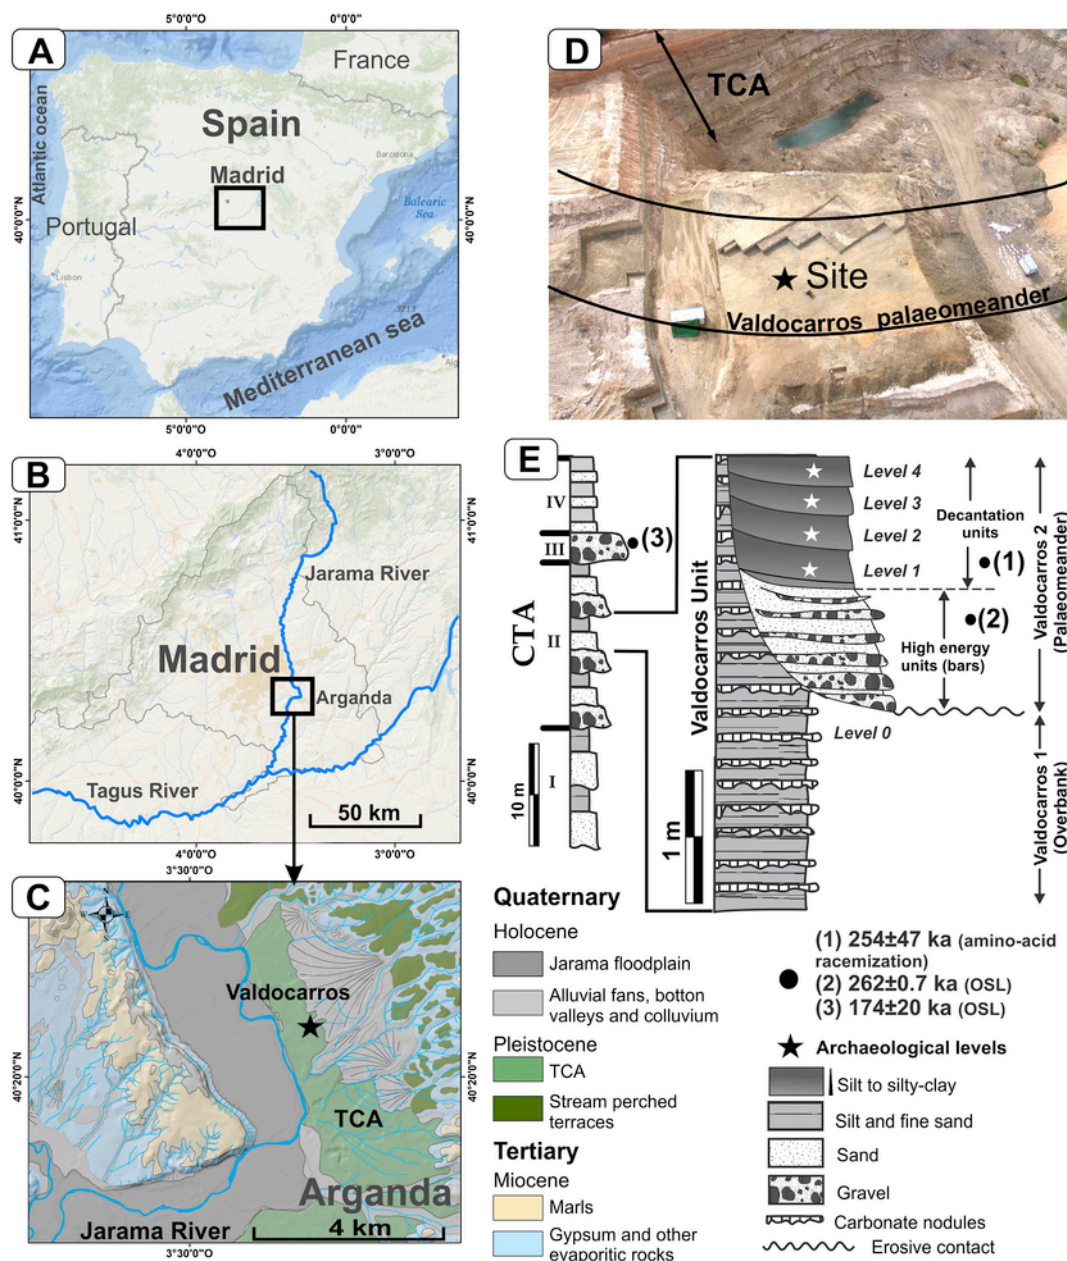 A
5°0'0"O
0°0'0"
France
Atlantic ocean
Spain
Barcelona
Madrid
Balearic
Sea
Portugal
Lisbon
40°0'0"N
40°0'0"N
3213
Mediterranean sea
Alg
5°0'0"O
0°0'0"
B
4°0'0"O
3°0'0"O
41°0'0"N
41°0'0"N
Jarama River
Madrid
Arganda
Tagus River
40°0'0"N
40°0'0"N
50 km
4°0'0"O
3°0'0"O
C
3°30'0"O
N
E
S
Valdocarros
40°20'0"N
40°20'0"N
TCA
Arganda
4 km
Jarama River
3°30'0"O
D
TCA
Site
Valdocarros palaeomeander
E
IV
III
(3)
CTA
II
I
10 m
Valdocarros Unit
Level 4
Level 3
Level 2
Level 1
Level 0
Decantation
units
(1)
(2)
High energy
units (bars)
Valdocarros 2
(Palaeomeander)
Valdocarros 1
(Overbank)
1 m
Quaternary
Holocene
Jarama floodplain
Alluvial fans, botton
valleys and colluvium
Pleistocene
TCA
Stream perched
terraces
Tertiary
Miocene
Marls
Gypsum and other
evaporitic rocks
(1) 254±47 ka (amino-acid
racemization)
(2) 262±0.7 ka (OSL)
(3) 174±20 ka (OSL)
Archaeological levels
Silt to silty-clay
Silt and fine sand
Sand
Gravel
Carbonate nodules
Erosive contact